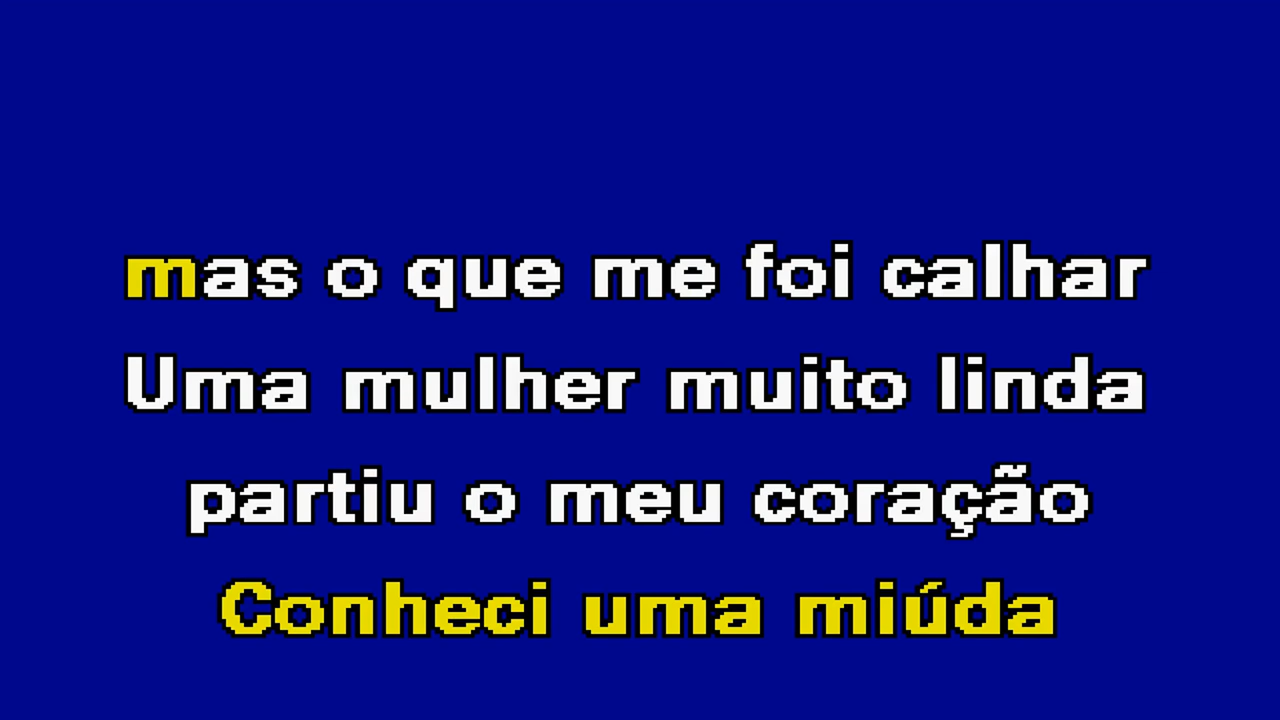 mas o que me foi calhar
Uma mulher muito linda
partiu o meu coração
Conheci uma miúda